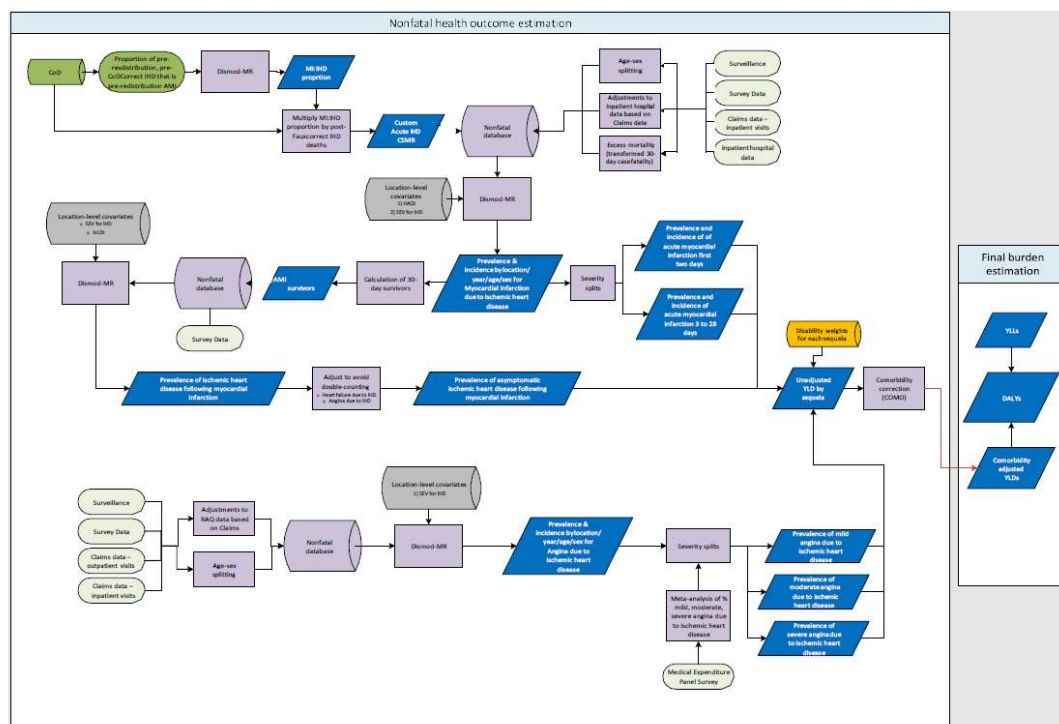 Nonfatal health outcome estimation
CoD
Proportion of pre-
redistribution, pre-
CoDCorrect IHD that is
pre-redistribution AMI
Dismod-MR
MI:IHD
proprtion
Multiply MI:IHD
proportion by post-
Fauxcorrect IHD
deaths
Custom
Acute IHD
CSMR
Nonfatal
database
Age-sex
splitting
Adjustments to
inpatient hospital
data based on
Claims data
Excess mortality
(transformed 30-
day casefatality)
Surveillance
Survey Data
Claims data –
inpatient visits
Inpatient hospital
data
Location-level
covariates
1) HAQI
2) SEV for IHD
Dismod-MR
Location-level covariates
SEV for IHD
Dismod-MR
Nonfatal
database
Survey Data
AMI
survivors
Calculation of 30-
day survivors
Prevalence &
incidence by location/
year/age/sex/sex
for Myocardial infarction
due to ischemic heart
disease
Severity
splits
Prevalence and
incidence of of
acute myocardial
infarction first
two days
Prevalence and
incidence of
acute myocardial
infarction 3 to 28
days
Disability weights
for each sequela
Prevalence of ischemic heart
disease following myocardial
infarction
Adjust to avoid
double-counting
Heart failure due to IHD
Angina due to IHD
Prevalence of asymptomatic ischemic heart
disease following myocardial infarction
Unadjusted
YLD by
sequela
Comorbidity
correction
(COMO)
Final burden
estimation
YLLs
DALYs
Comorbidity
adjusted
YLDs
Surveillance
Survey Data
Claims data –
outpatient visits
Claims data –
inpatient visits
Adjustments to
RAQ data based
on Claims
Age-sex
splitting
Nonfatal
database
Location-level covariates
1) SEV for IHD
Dismod-MR
Prevalence &
incidence by location/
year/age/sex for
Angina due to
ischemic heart
disease
Severity splits
Meta-analysis of %
mild, moderate,
severe angina due
to ischemic heart
disease
Medical Expenditure
Panel Survey
Prevalence of mild
angina due to
ischemic heart
disease
Prevalence of
moderate angina
due to ischemic
heart disease
Prevalence of
severe angina due
to ischemic heart
disease